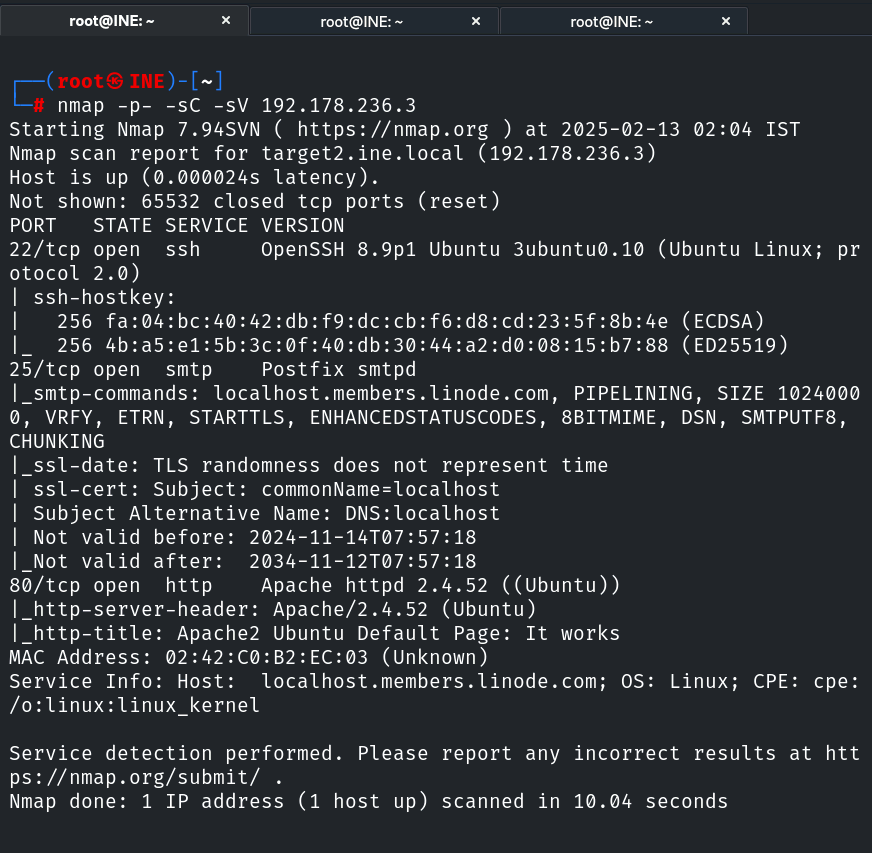 root@INE: ~ × root@INE: ~ × root@INE: ~ ×
┌──(root㉿INE)-[~]
└─# nmap -p- -sC -sV 192.178.236.3
Starting Nmap 7.94SVN ( https://nmap.org ) at 2025-02-13 02:04 IST
Nmap scan report for target2.ine.local (192.178.236.3)
Host is up (0.000024s latency).
Not shown: 65532 closed tcp ports (reset)
PORT   STATE SERVICE VERSION
22/tcp open  ssh     OpenSSH 8.9p1 Ubuntu 3ubuntu0.10 (Ubuntu Linux; pr
otocol 2.0)
| ssh-hostkey:
|   256 fa:04:bc:40:42:db:f9:dc:cb:f6:d8:cd:23:5f:8b:4e (ECDSA)
|_  256 4b:a5:e1:5b:3c:0f:40:db:30:44:a2:d0:08:15:b7:88 (ED25519)
25/tcp open  smtp    Postfix smtpd
|_smtp-commands: localhost.members.linode.com, PIPELINING, SIZE 1024000
0, VRFY, ETRN, STARTTLS, ENHANCEDSTATUSCODES, 8BITMIME, DSN, SMTPUTF8,
CHUNKING
|_ssl-date: TLS randomness does not represent time
| ssl-cert: Subject: commonName=localhost
| Subject Alternative Name: DNS:localhost
| Not valid before: 2024-11-14T07:57:18
|_Not valid after:  2034-11-12T07:57:18
80/tcp open  http    Apache httpd 2.4.52 ((Ubuntu))
|_http-server-header: Apache/2.4.52 (Ubuntu)
|_http-title: Apache2 Ubuntu Default Page: It works
MAC Address: 02:42:C0:B2:EC:03 (Unknown)
Service Info: Host:  localhost.members.linode.com; OS: Linux; CPE: cpe:
/o:linux:linux_kernel

Service detection performed. Please report any incorrect results at htt
ps://nmap.org/submit/ .
Nmap done: 1 IP address (1 host up) scanned in 10.04 seconds